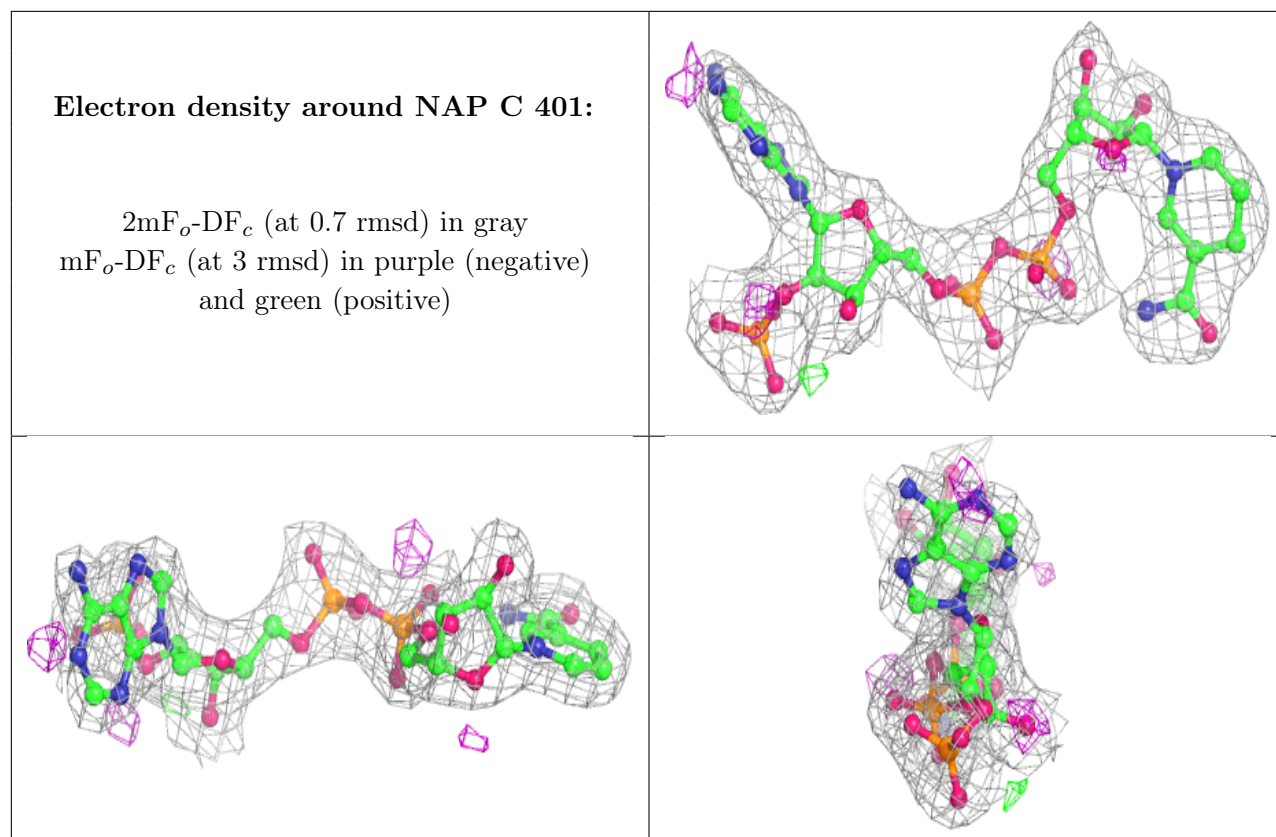 Electron density around NAP C 401:
2mFo-DFc (at 0.7 rmsd) in gray
mFo-DFc (at 3 rmsd) in purple (negative)
and green (positive)